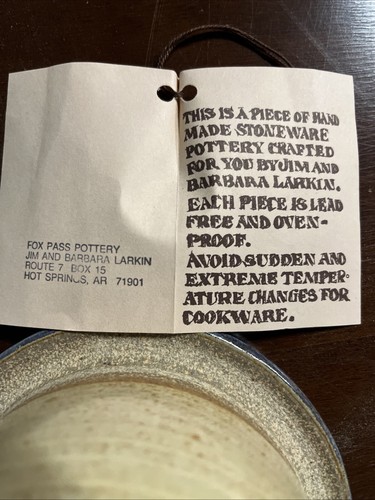 FOX PASS POTTERY
JIM AND BARBARA LARKIN
ROUTE 7 BOX 15
HOT SPRINGS, AR 71901
THIS IS A PIECE OF HAND
MADE STONEWARE
POTTERY CRAFTED
FOR YOU BY JIM AND
BARBARA LARKIN.
EACH PIECE IS LEAD
FREE AND OVEN-
PROOF.
AVOID SUDDEN AND
EXTREME TEMPER-
ATURE CHANGES FOR
COOKWARE.